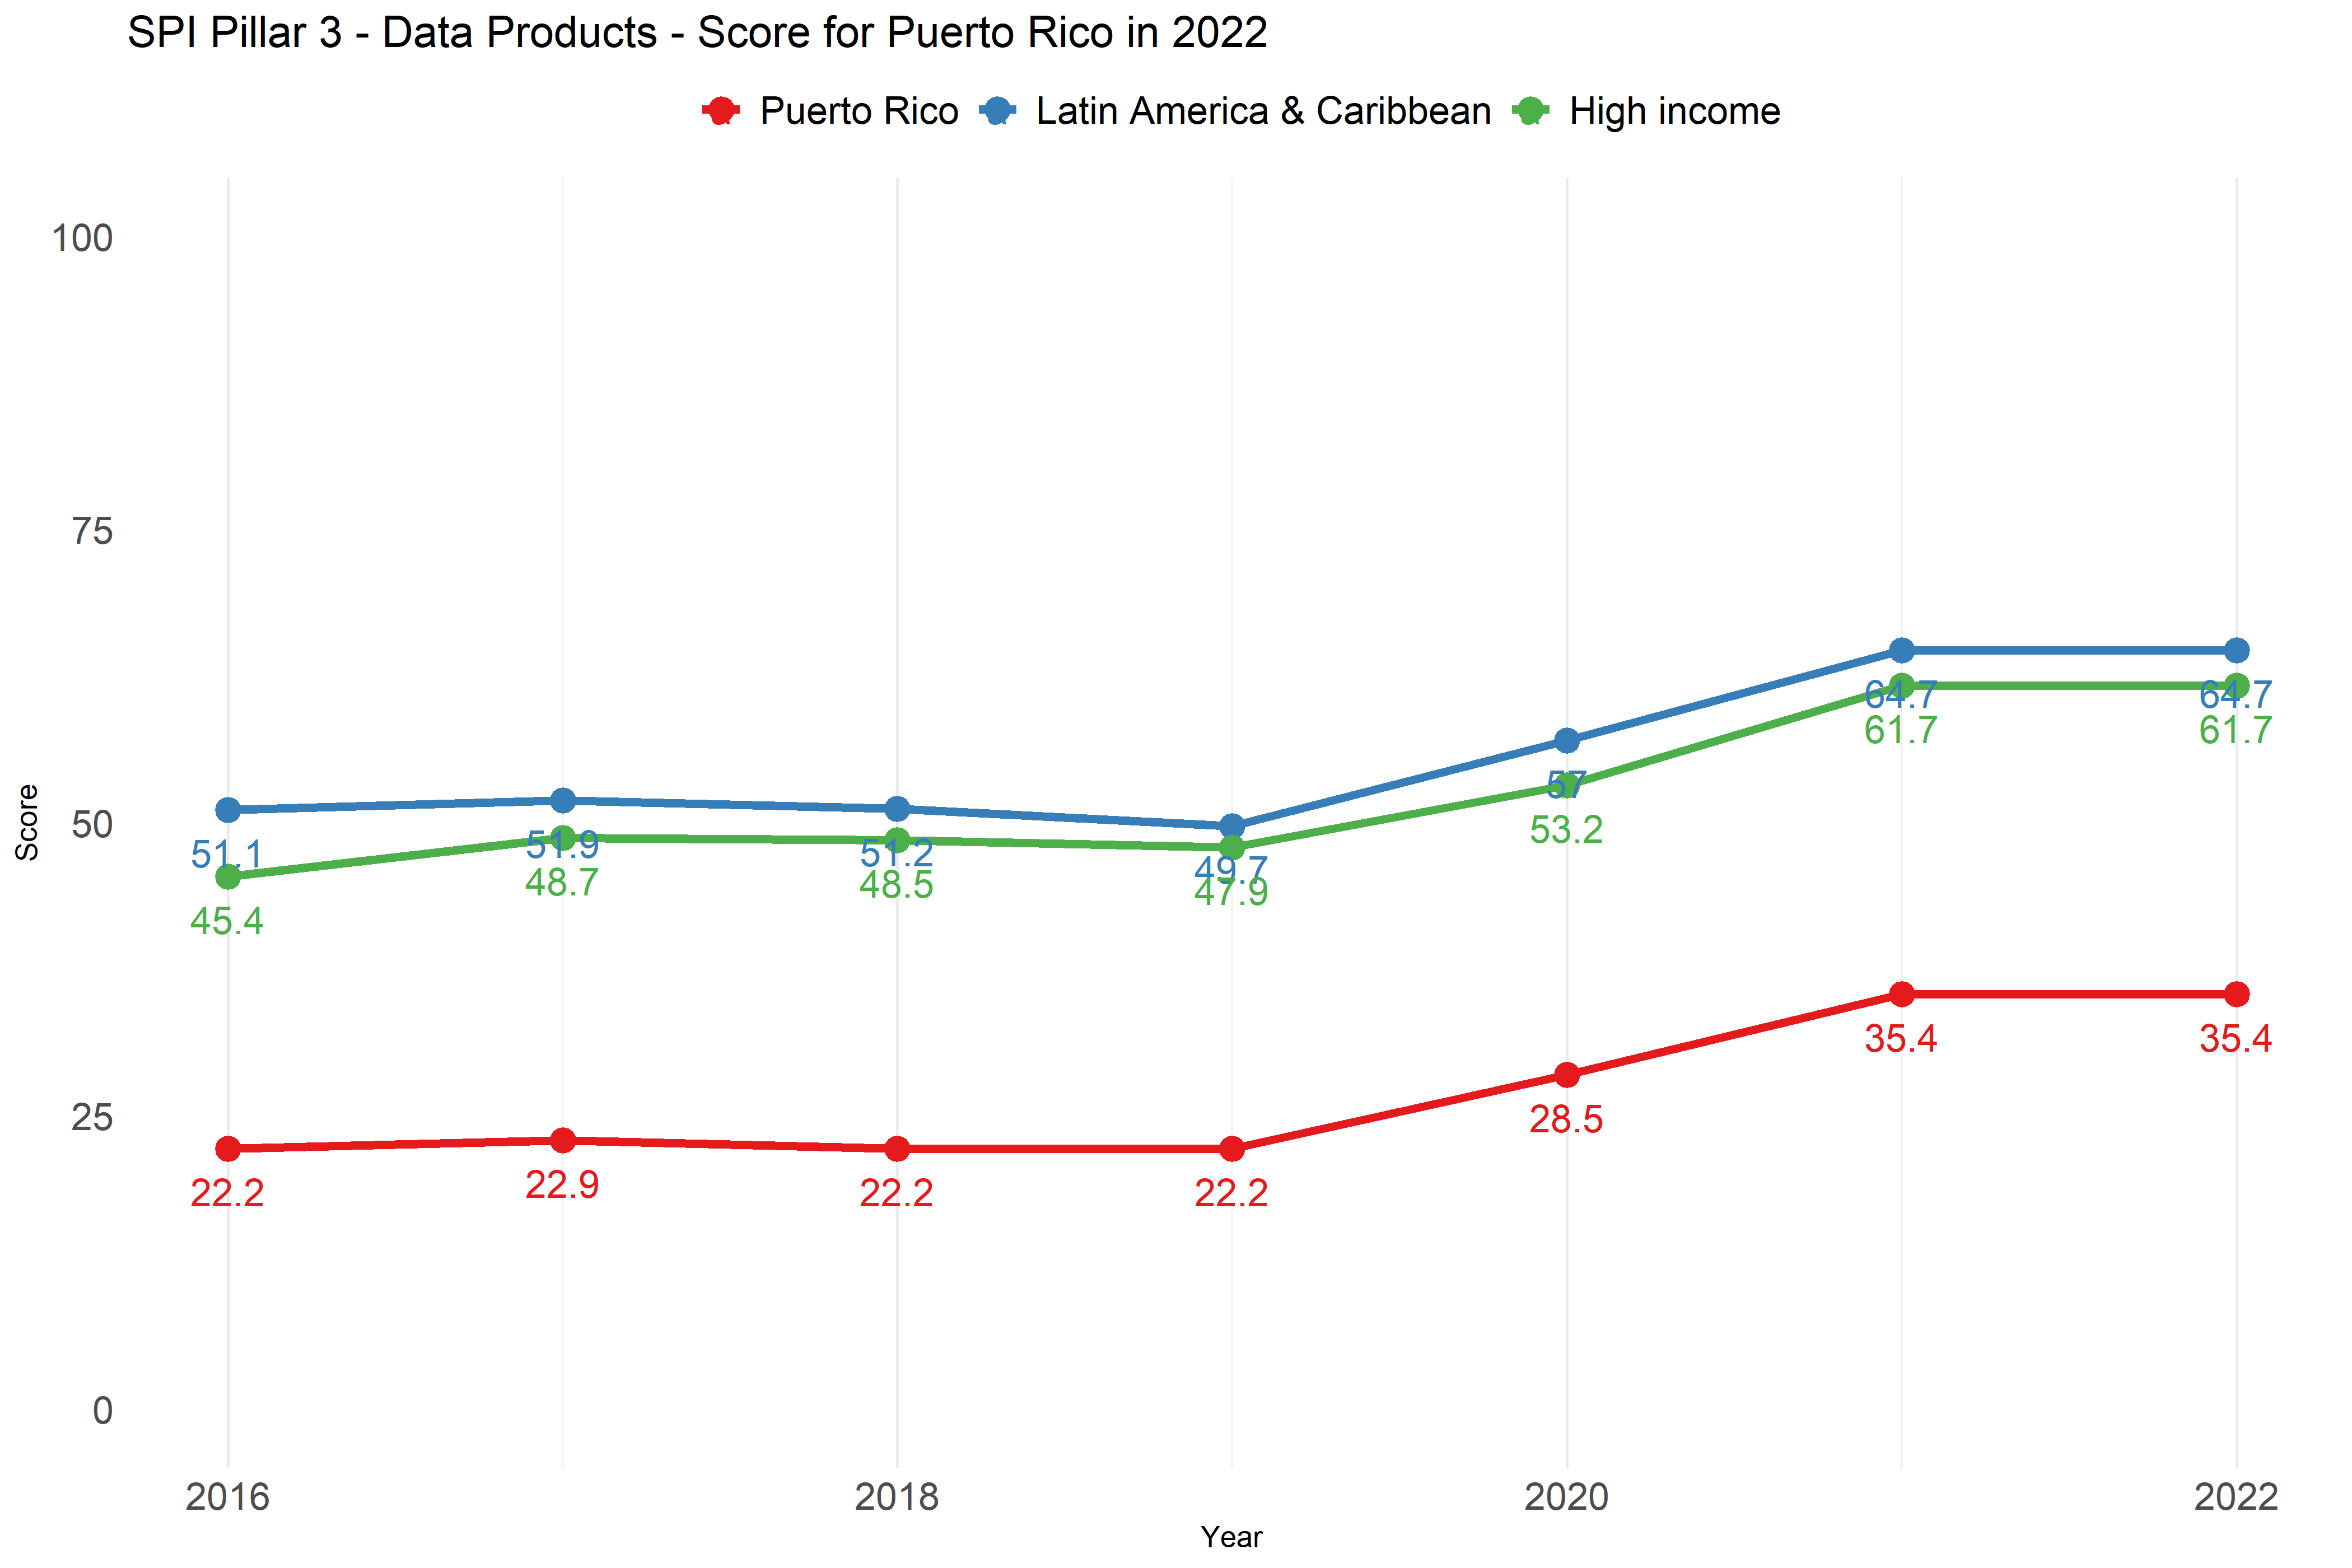 SPI Pillar 3 - Data Products - Score for Puerto Rico in 2022
Puerto Rico Latin America & Caribbean High income
100
75
50
25
0
Score
51.1 51.9 51.2 49.7 57 64.7 64.7
45.4 48.7 48.5 47.9 53.2 61.7 61.7
22.2 22.9 22.2 22.2 28.5 35.4 35.4
2016 2018 2020 2022
Year